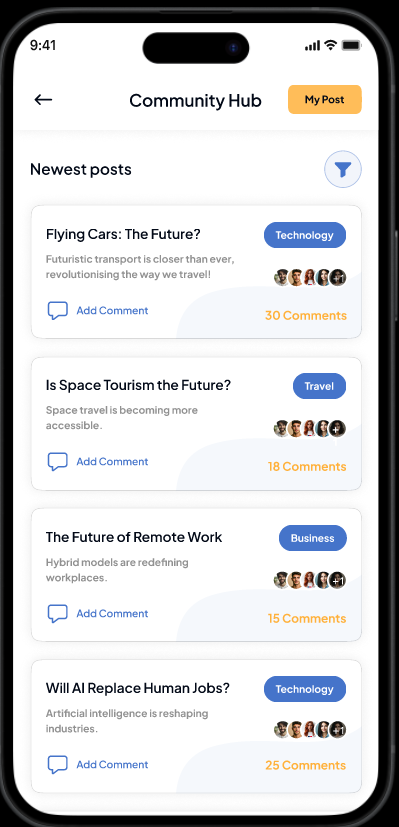 9:41
Community Hub
My Post
Newest posts
Flying Cars: The Future?
Technology
Futuristic transport is closer than ever,
revolutionising the way we travel!
+1
Add Comment
30 Comments
Is Space Tourism the Future?
Travel
Space travel is becoming more
accessible.
+1
Add Comment
18 Comments
The Future of Remote Work
Business
Hybrid models are redefining
workplaces.
+1
Add Comment
15 Comments
Will AI Replace Human Jobs?
Technology
Artificial intelligence is reshaping
industries.
+1
Add Comment
25 Comments